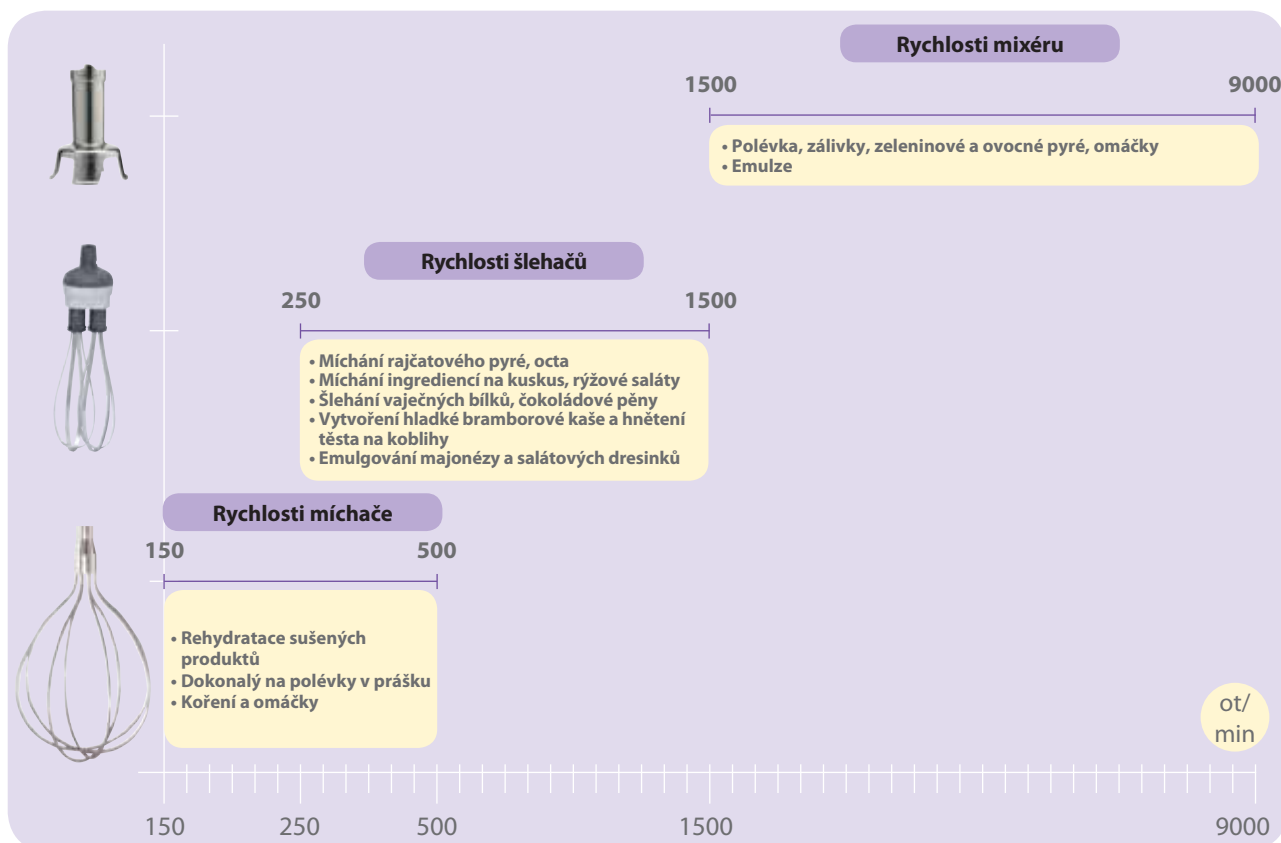 Rychlosti mixéru
1500
9000
• Polévka, zálivky, zeleninové a ovocné pyré, omáčky
• Emulze
Rychlosti šlehačů
250
1500
• Míchání rajčatového pyré, octa
• Míchání ingrediencí na kuskus, rýžové saláty
• Šlehání vaječných bílků, čokoládové pěny
• Vytvoření hladké bramborové kaše a hnětení
těsta na koblihy
• Emulgování majonézy a salátových dresinků
Rychlosti míchače
150
500
• Rehydratace sušených
produktů
• Dokonalý na polévky v prášku
• Koření a omáčky
ot/
min
150
250
500
1500
9000